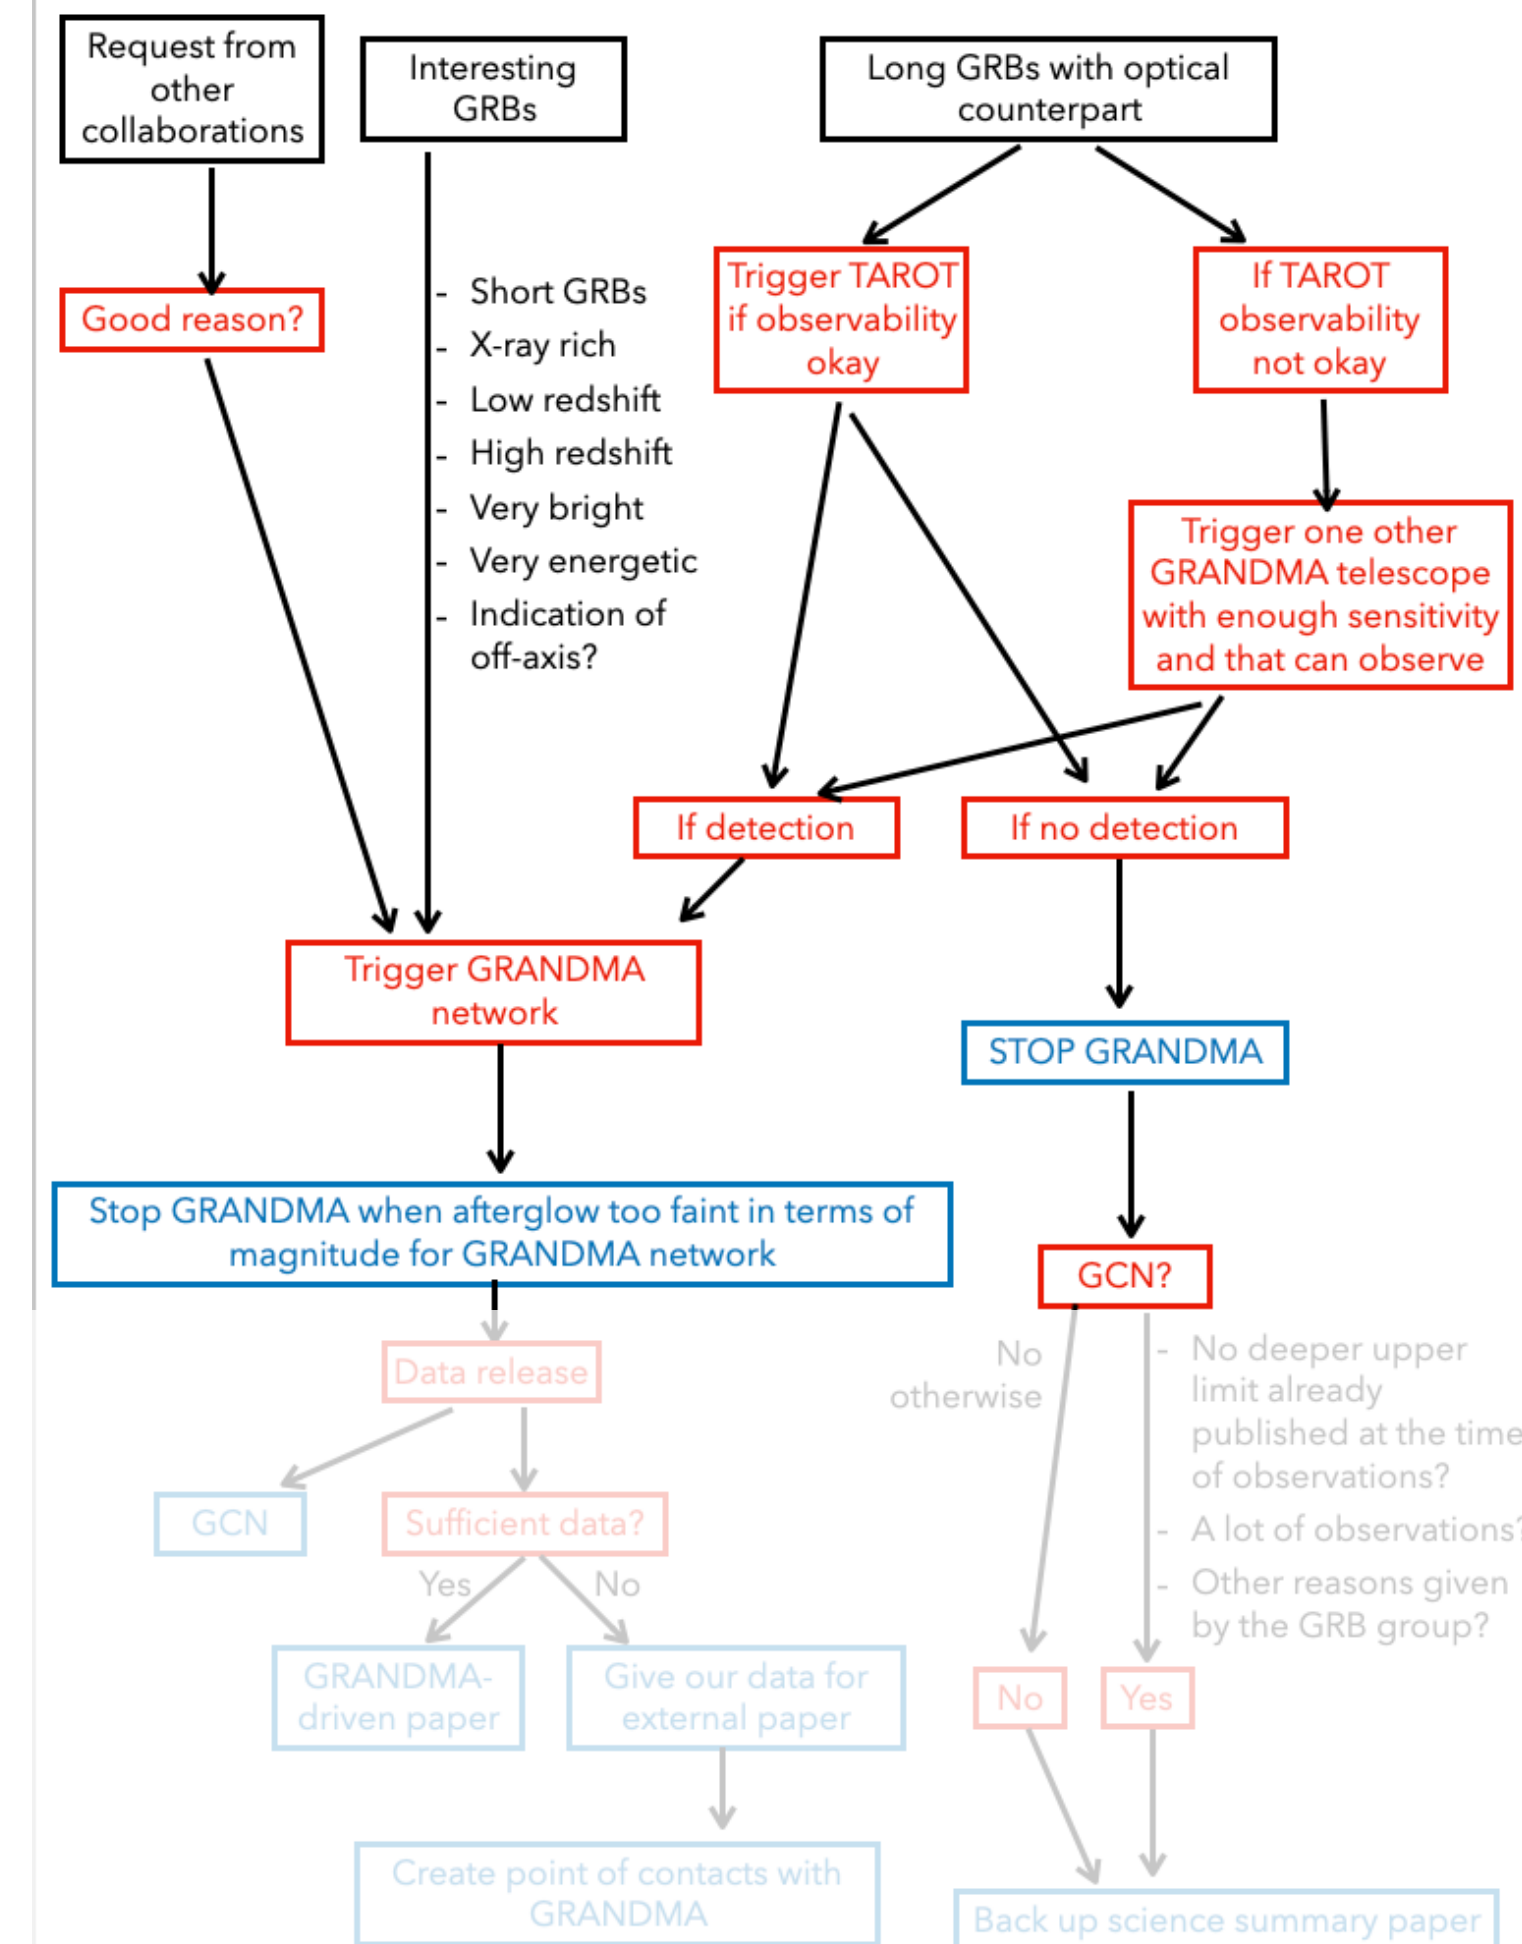 Request from
other
collaborations
Interesting
GRBs
Long GRBs with optical
counterpart
Good reason?
- Short GRBs
- X-ray rich
- Low redshift
- High redshift
- Very bright
- Very energetic
- Indication of
off-axis?
Trigger TAROT
if observability
okay
If TAROT
observability
not okay
Trigger one other
GRANDMA telescope
with enough sensitivity
and that can observe
If detection
If no detection
Trigger GRANDMA
network
STOP GRANDMA
Stop GRANDMA when afterglow too faint in terms of
magnitude for GRANDMA network
GCN?
Data release
No
otherwise
- No deeper upper
limit already
published at the time
of observations?
- A lot of observations?
- Other reasons given
by the GRB group?
GCN
Sufficient data?
Yes
No
GRANDMA-
driven paper
Give our data for
external paper
No
Yes
Create point of contacts with
GRANDMA
Back up science summary paper